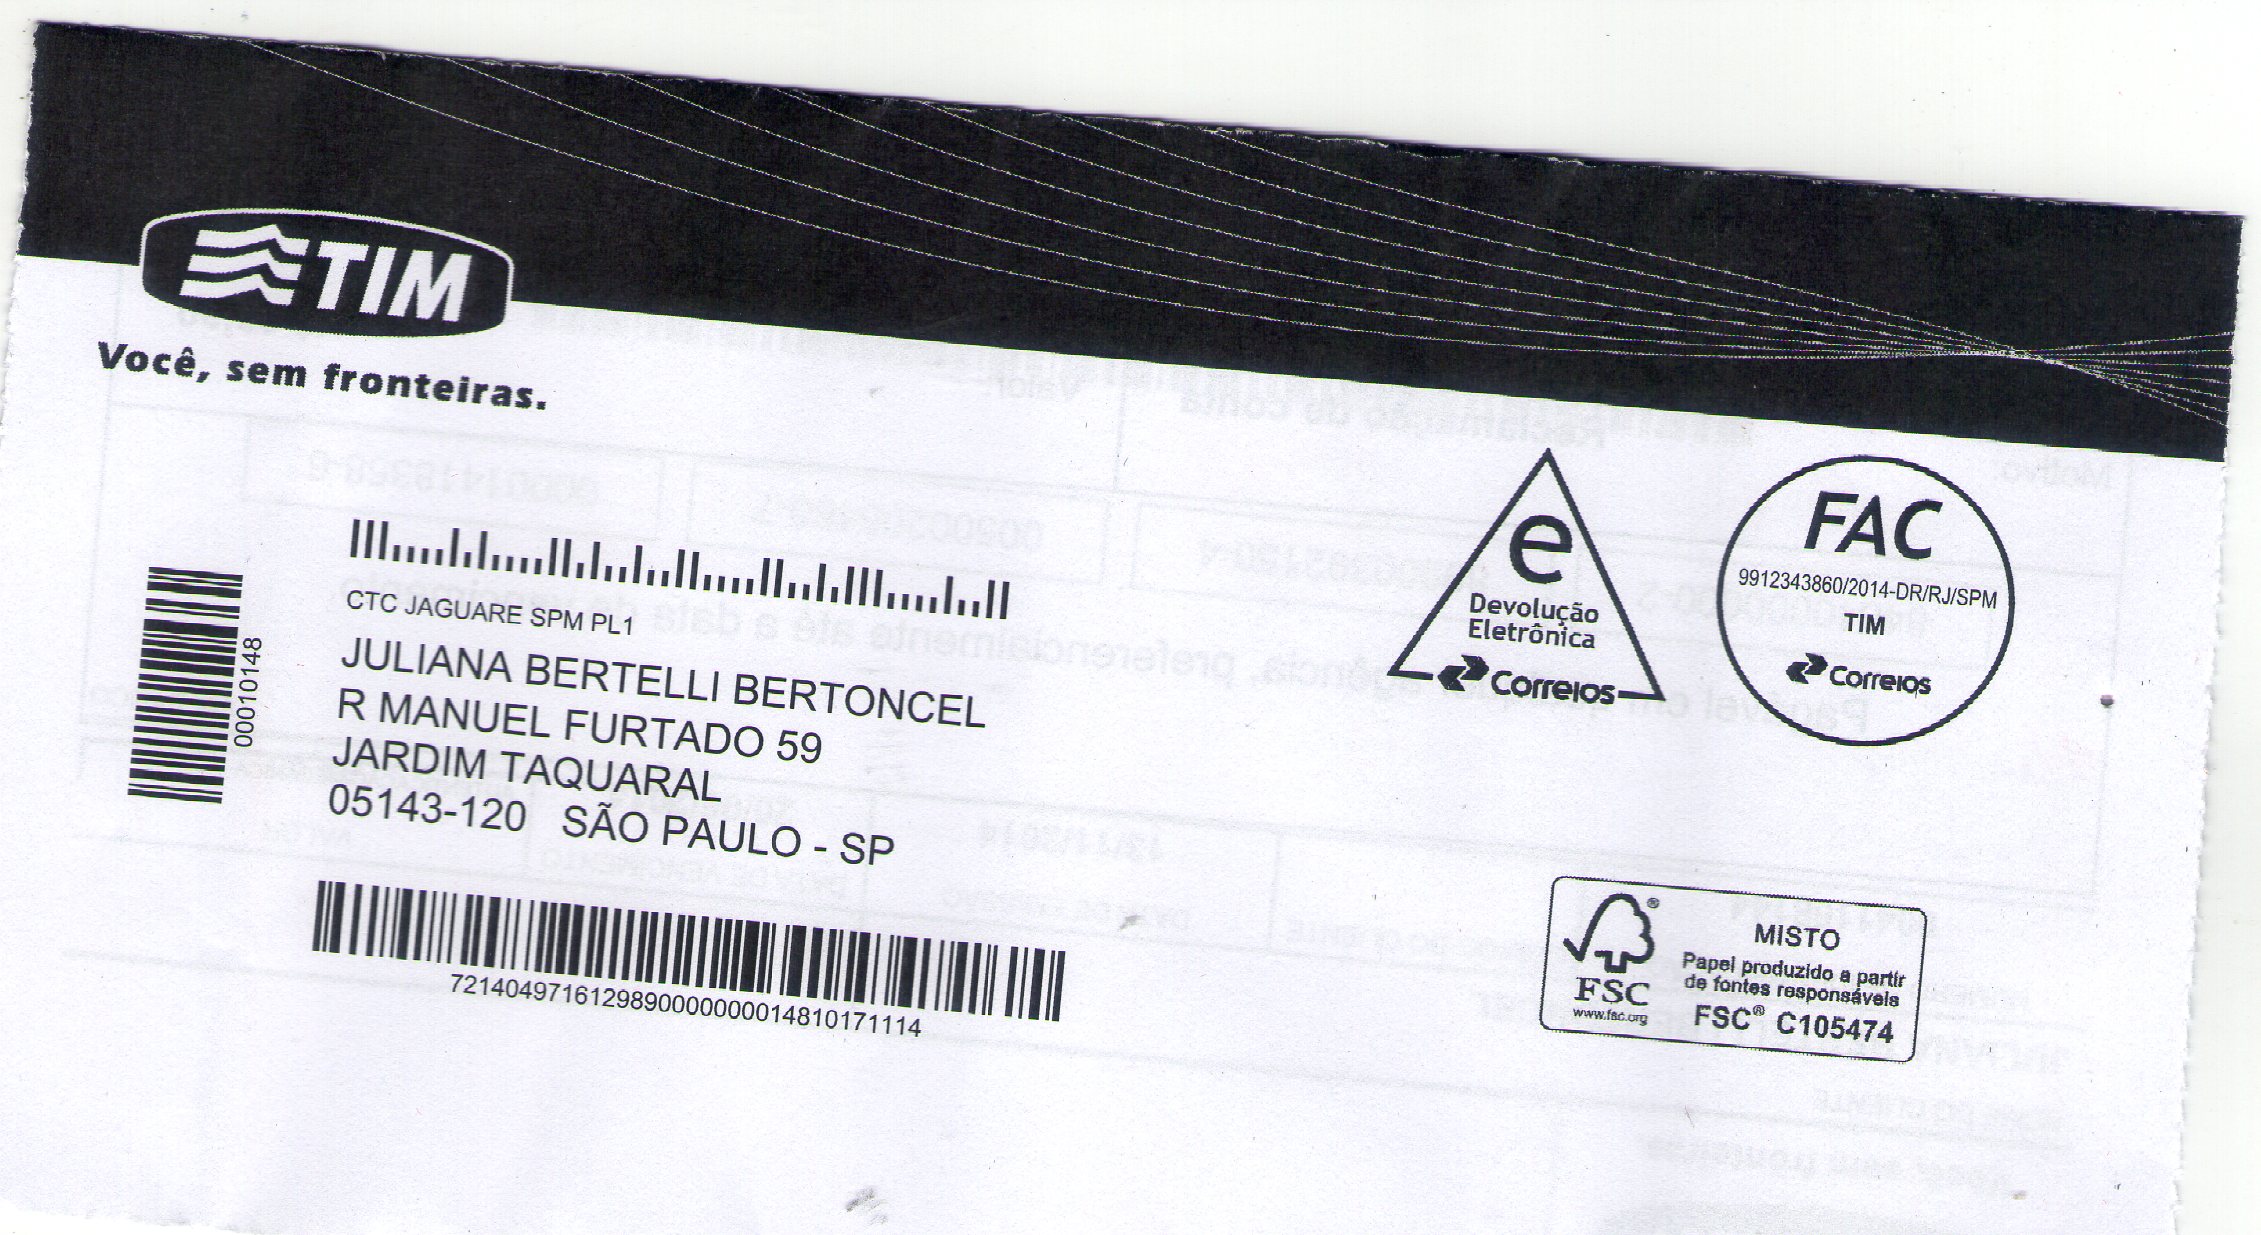 TIM
Você, sem fronteiras.
CTC JAGUARE SPM PL1
JULIANA BERTELLI BERTONCEL
R MANUEL FURTADO 59
JARDIM TAQUARAL
05143-120 SÃO PAULO - SP
00010148
72140497161298900000000014810171114
e
Devolução
Eletrônica
Correios
FAC
9912343860/2014-DR/RJ/SPM
TIM
Correios
FSC
www.fsc.org
MISTO
Papel produzido a partir
de fontes responsáveis
FSC® C105474